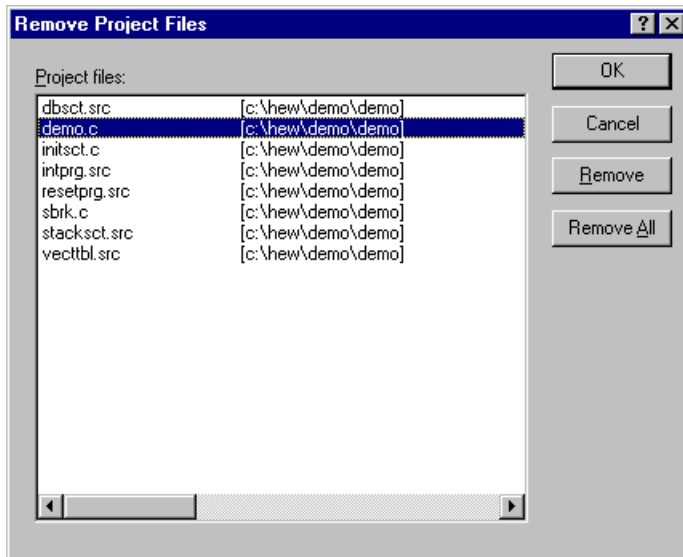 Remove Project Files
Project files:
dbsct.src [c:\hew\demo\demo]
demo.c [c:\hew\demo\demo]
initsct.c [c:\hew\demo\demo]
intprg.src [c:\hew\demo\demo]
resetprg.src [c:\hew\demo\demo]
sbrk.c [c:\hew\demo\demo]
stacksct.src [c:\hew\demo\demo]
vecttbl.src [c:\hew\demo\demo]
OK
Cancel
Remove
Remove All